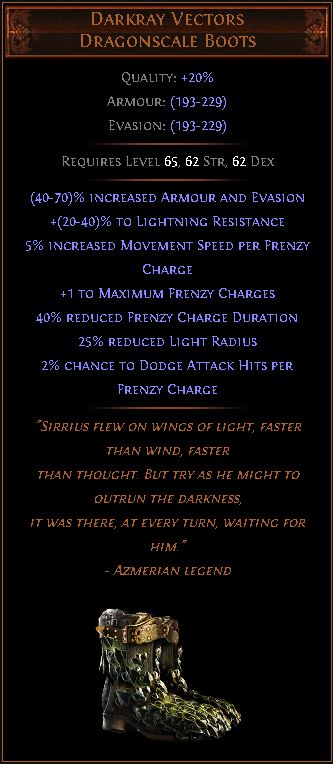 Darkray Vectors
Dragonscale Boots
Quality: +20%
Armour: (193-229)
Evasion: (193-229)
Requires Level 65, 62 Str, 62 Dex
(40-70)% increased Armour and Evasion
+(20-40)% to Lightning Resistance
5% increased Movement Speed per Frenzy
Charge
+1 to Maximum Frenzy Charges
40% reduced Frenzy Charge Duration
25% reduced Light Radius
2% chance to Dodge Attack Hits per
Frenzy Charge
"Sirrius flew on wings of light, faster
than wind, faster
than thought. But try as he might to
outrun the darkness,
it was there, at every turn, waiting for
him."
- Azmerian legend